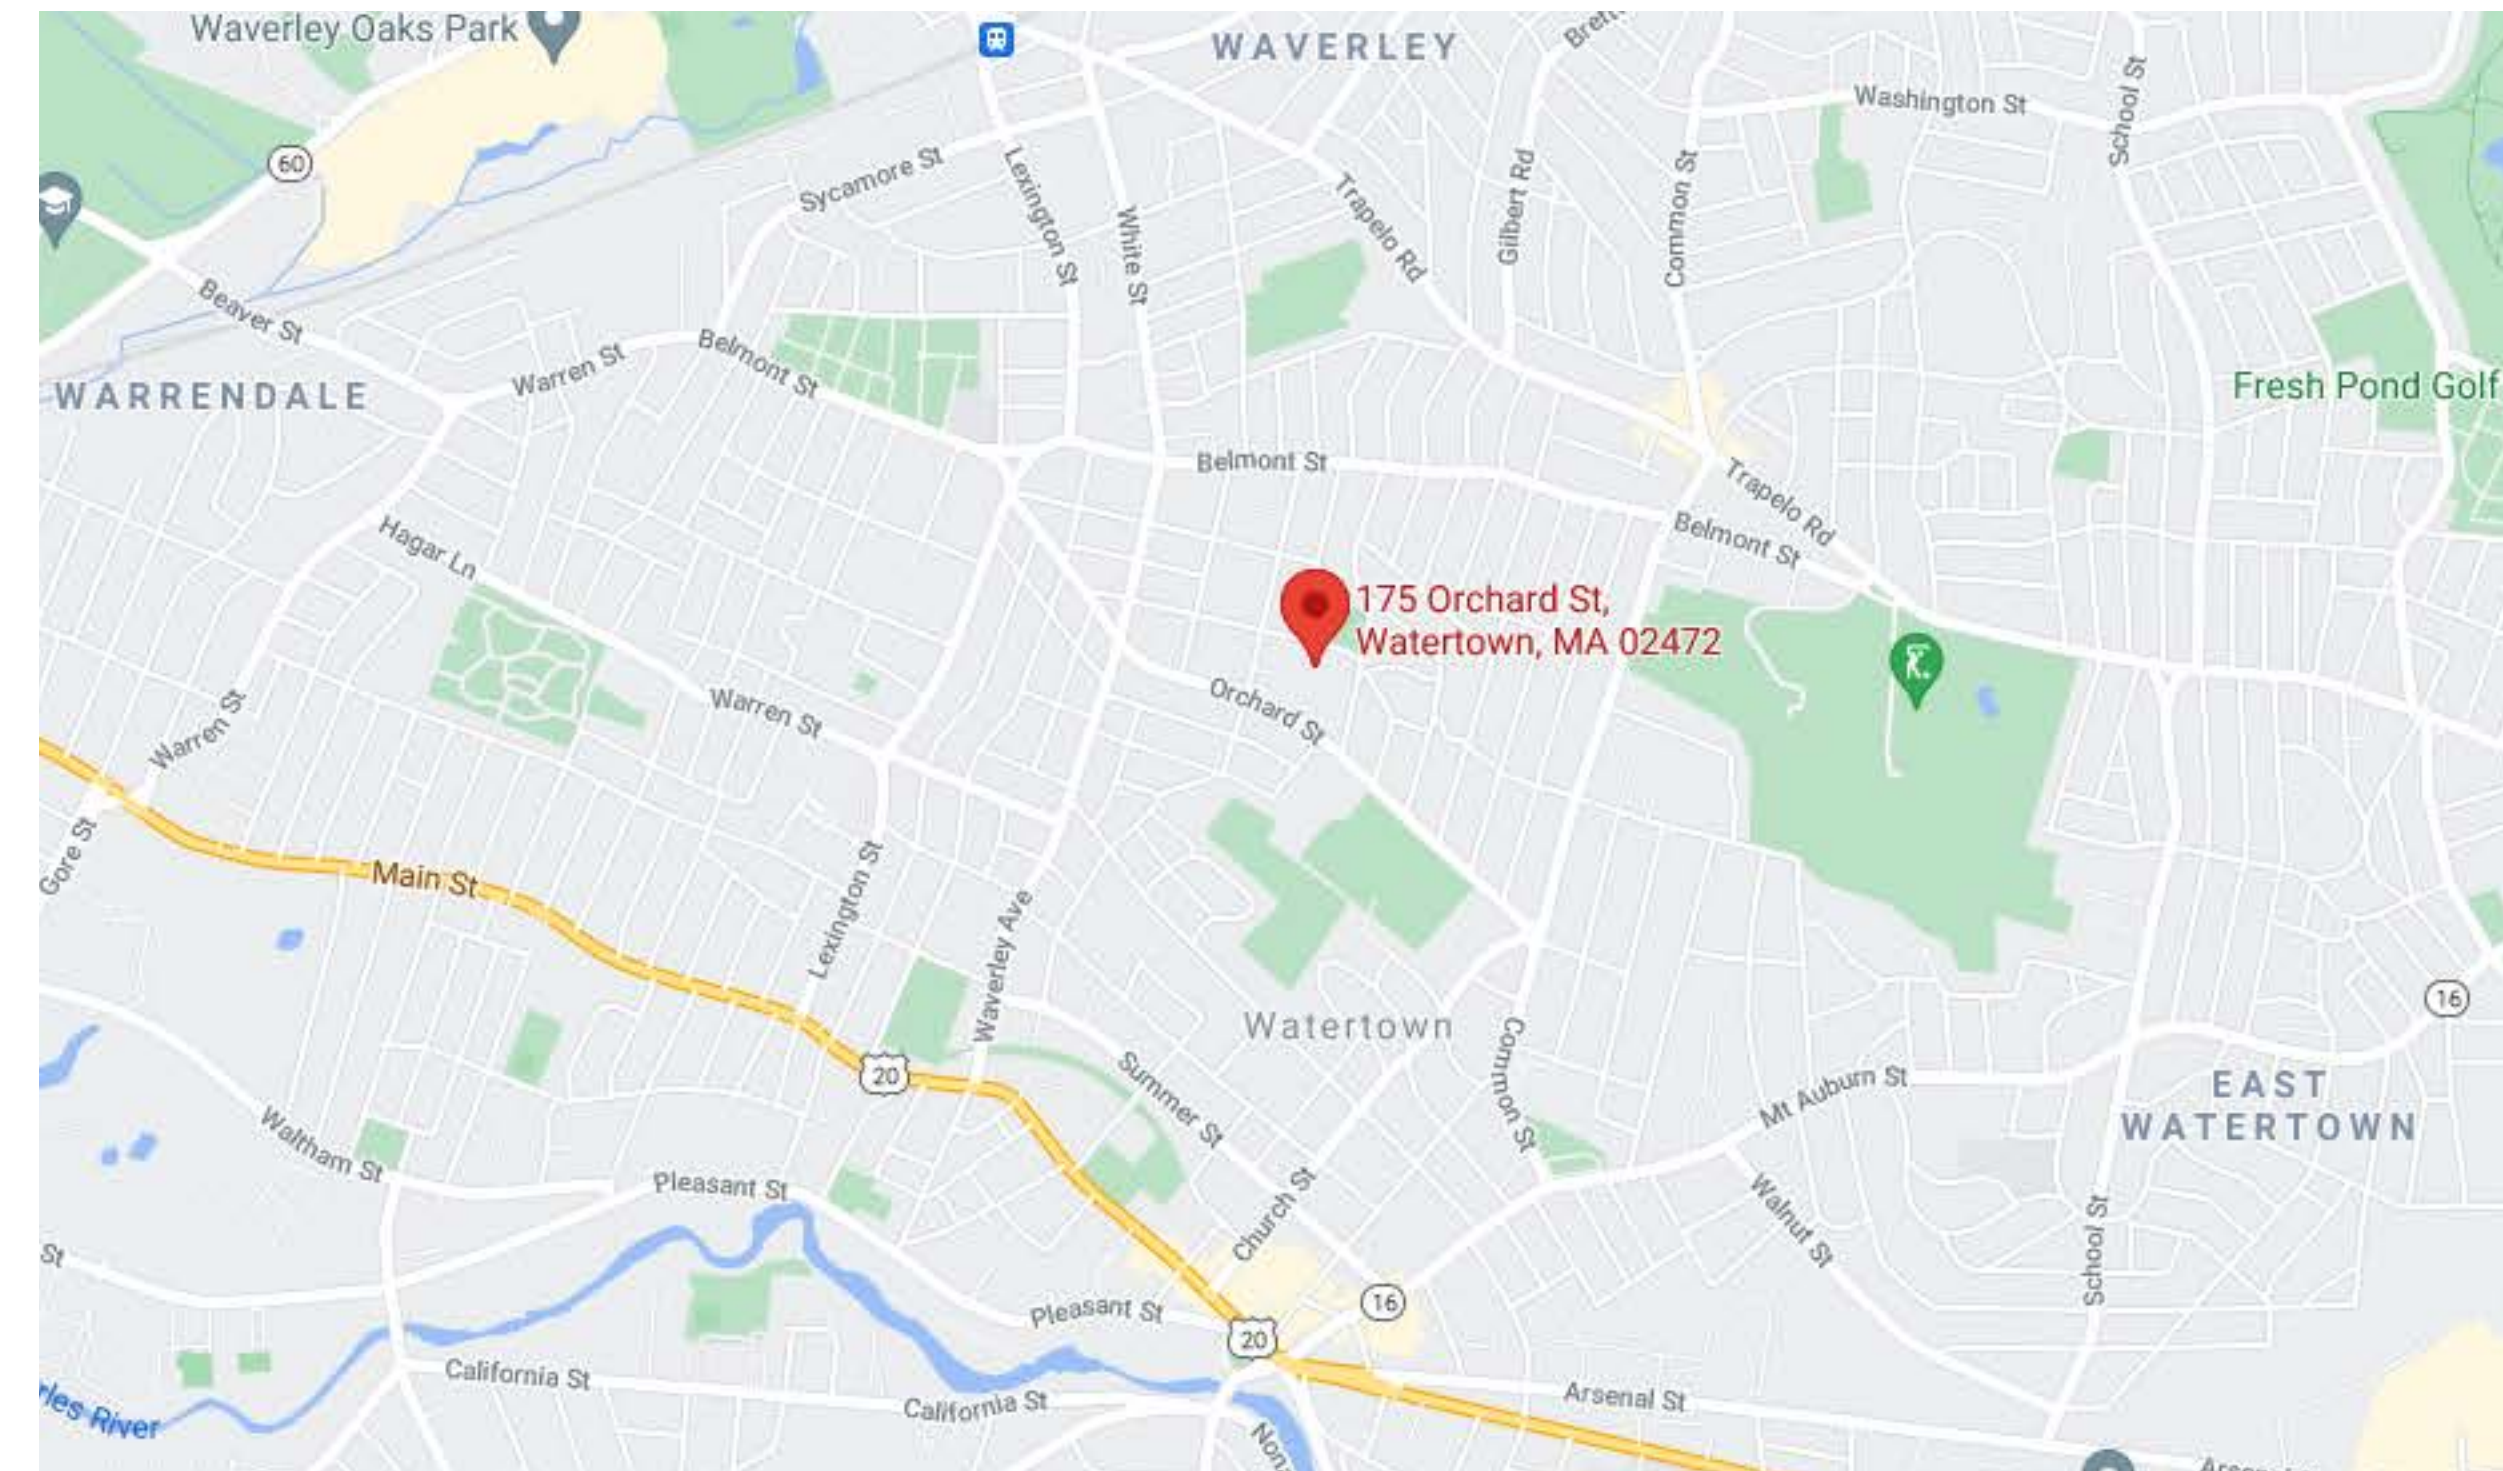 Waverley Oaks Park
WAVERLEY
Washington St
School St
60
Sycamore St
Lexington St
White St
Trapelo Rd
Gilbert Rd
Common St
Beaver St
Warren St
Belmont St
WARRENDALE
Fresh Pond Golf
Belmont St
Trapelo Rd
Belmont St
Hagar Ln
175 Orchard St,
Watertown, MA 02472
Orchard St
Warren St
Warren St
Gore St
Main St
Lexington St
Waverley Ave
16
Watertown
Common St
Summer St
Mt Auburn St
EAST
WATERTOWN
20
Waltham St
Pleasant St
Church St
Walnut St
School St
St
Pleasant St
16
20
California St
California St
Arsenal St
rles River